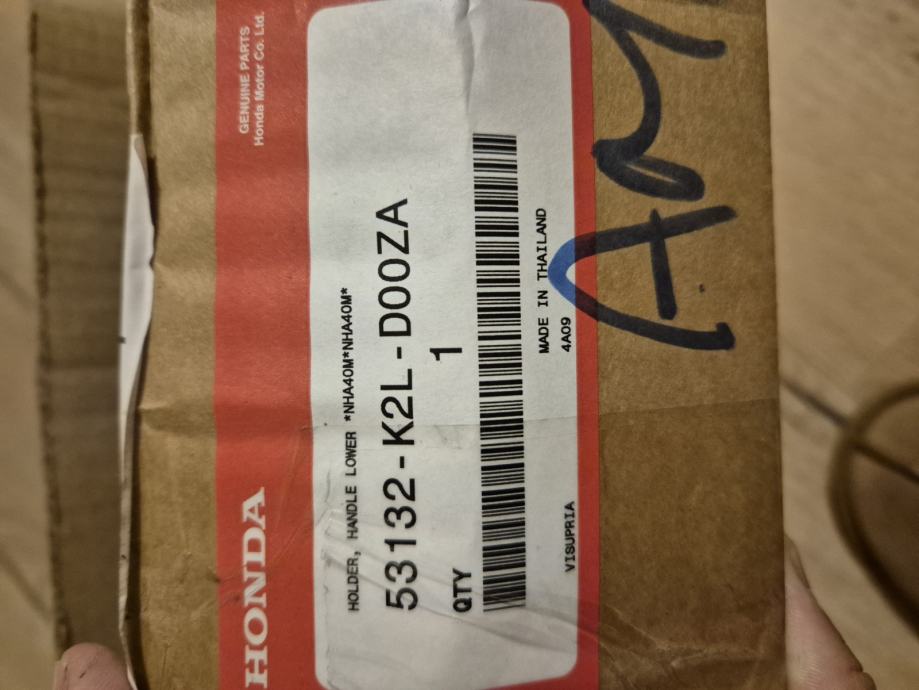 HONDA
GENUINE PARTS
Honda Motor Co. Ltd.
HOLDER, HANDLE LOWER *NHA40M*NHA40M*
53132-K2L-D00ZA
QTY 1
MADE IN THAILAND
VISUPRIA 4A09